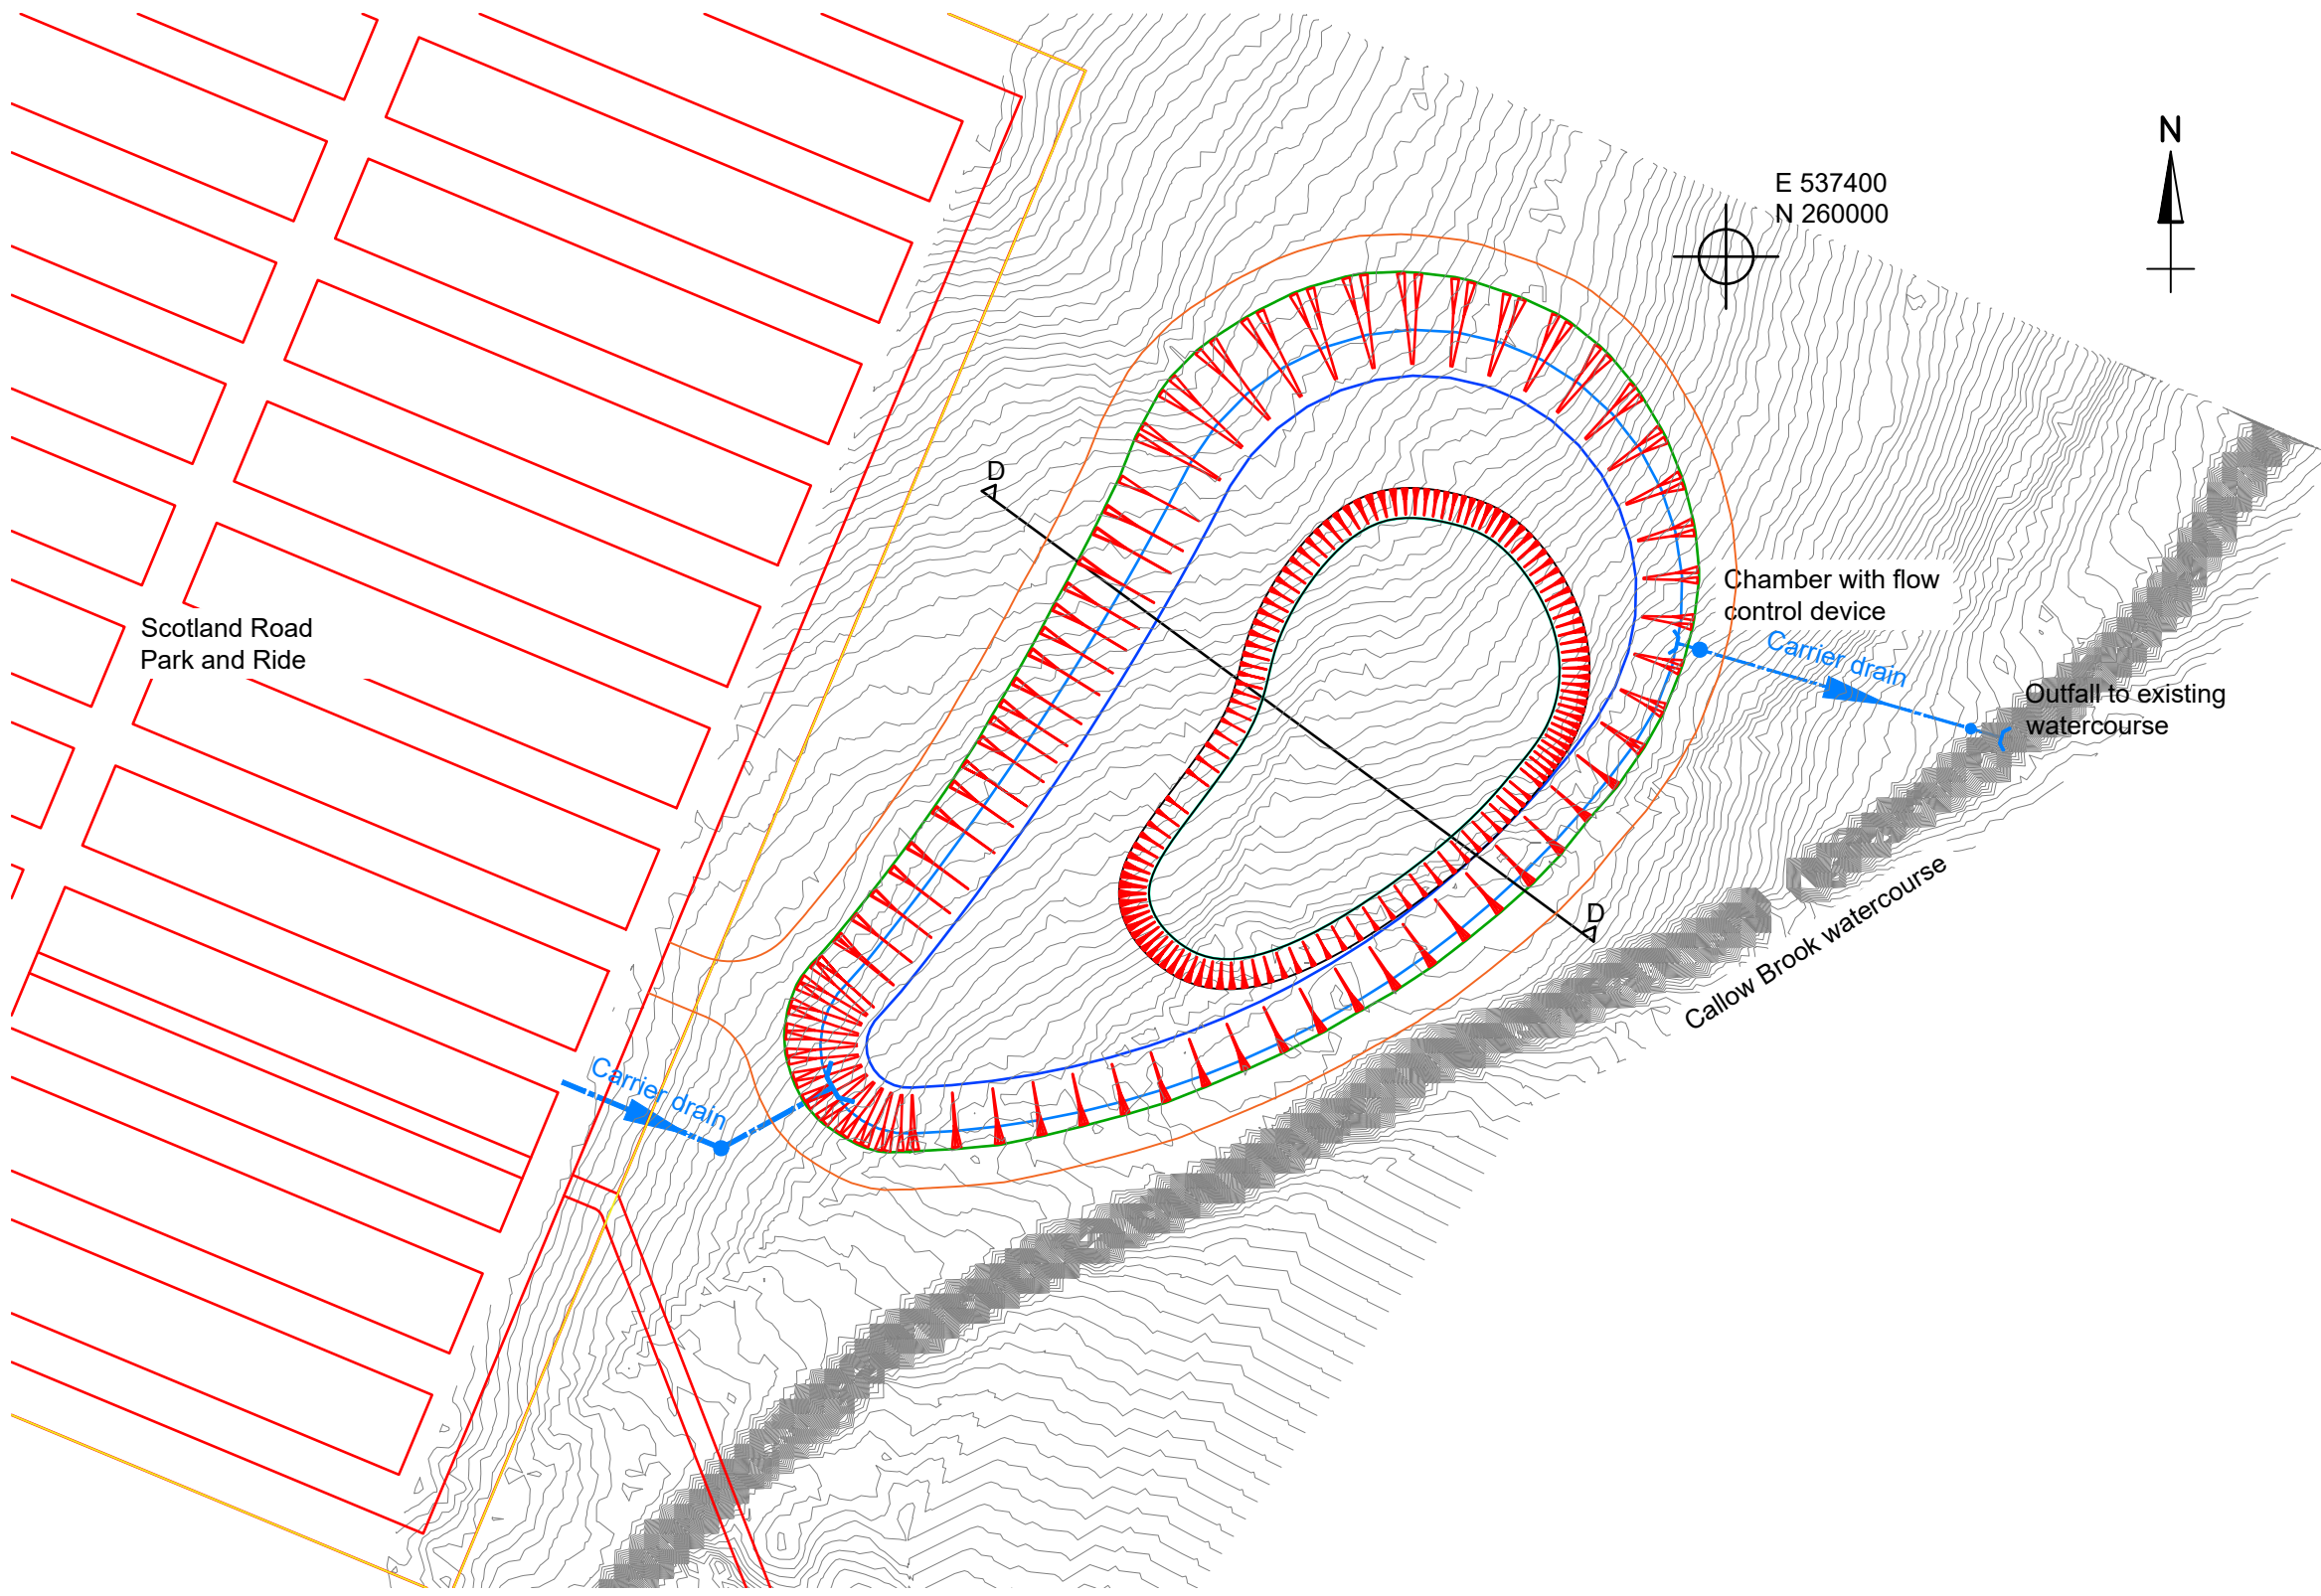 N
E 537400
N 260000
D
Chamber with flow
control device
Scotland Road
Park and Ride
Carrier drain
Outfall to existing
watercourse
D
Callow Brook watercourse
Carrier drain